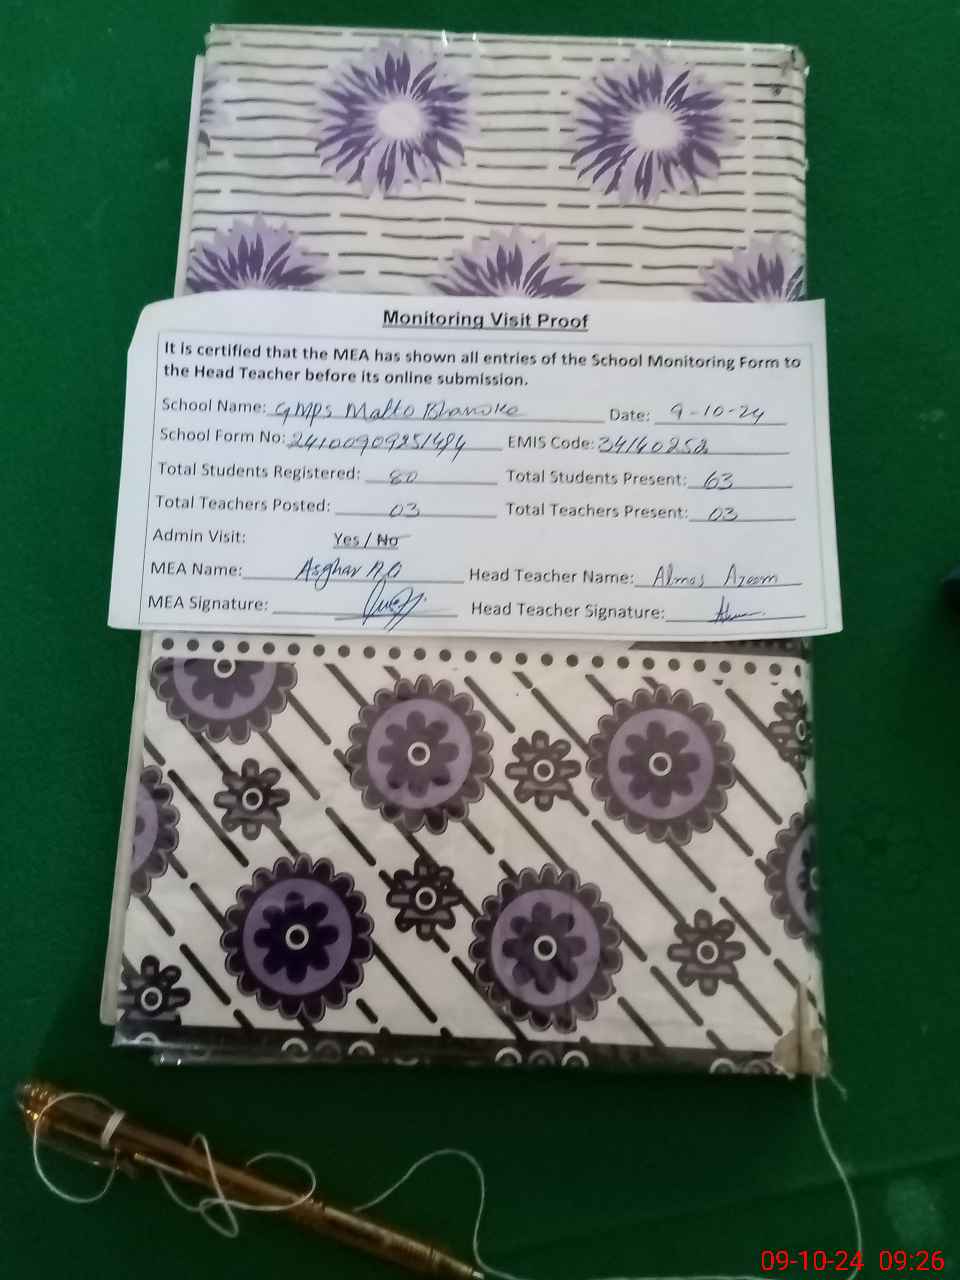 Monitoring Visit Proof
It is certified that the MEA has shown all entries of the School Monitoring Form to
the Head Teacher before its online submission.
School Name: GMPS Malto Bhanoke Date: 9-10-24
School Form No: EMIS Code: 34140252
Total Students Registered: 80 Total Students Present: 63
Total Teachers Posted: 03 Total Teachers Present: 03
Admin Visit: Yes / No
MEA Name: Asghar Head Teacher Name: Almas Azeem
MEA Signature: Head Teacher Signature:
09-10-24 09:26